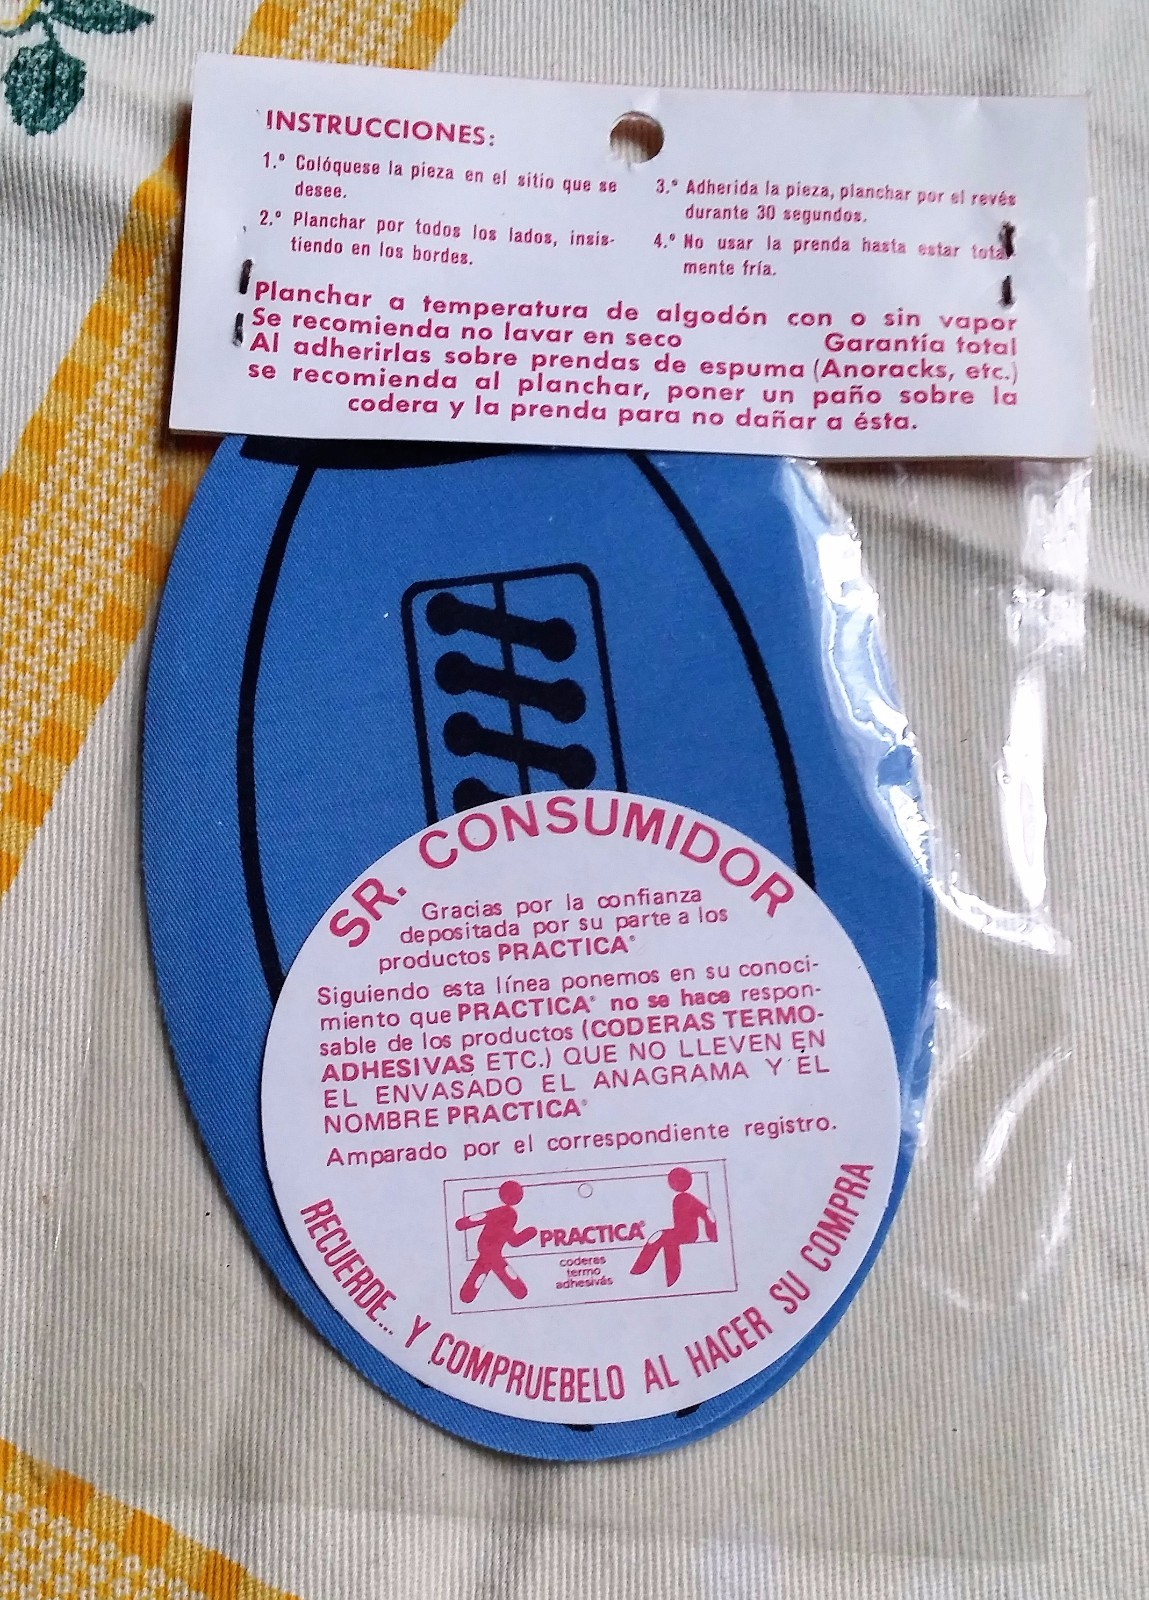 INSTRUCCIONES:
1.º Colóquese la pieza en el sitio que se
desee.
2.º Planchar por todos los lados, insis-
tiendo en los bordes.
3.º Adherida la pieza, planchar por el revés
durante 30 segundos.
4.º No usar la prenda hasta estar total
mente fría.
Planchar a temperatura de algodón con o sin vapor
Se recomienda no lavar en seco Garantía total
Al adherirlas sobre prendas de espuma (Anoracks, etc.)
se recomienda al planchar, poner un paño sobre la
codera y la prenda para no dañar a ésta.
SR. CONSUMIDOR
Gracias por la confianza
depositada por su parte a los
productos PRACTICA®
Siguiendo esta línea ponemos en su conoci-
miento que PRACTICA® no se hace respon-
sable de los productos (CODERAS TERMO-
ADHESIVAS ETC.) QUE NO LLEVEN EN
EL ENVASADO EL ANAGRAMA Y EL
NOMBRE PRACTICA®
Amparado por el correspondiente registro.
PRACTICA®
coderas
termo
adhesivás
RECUERDE... Y COMPRUEBELO AL HACER SU COMPRA